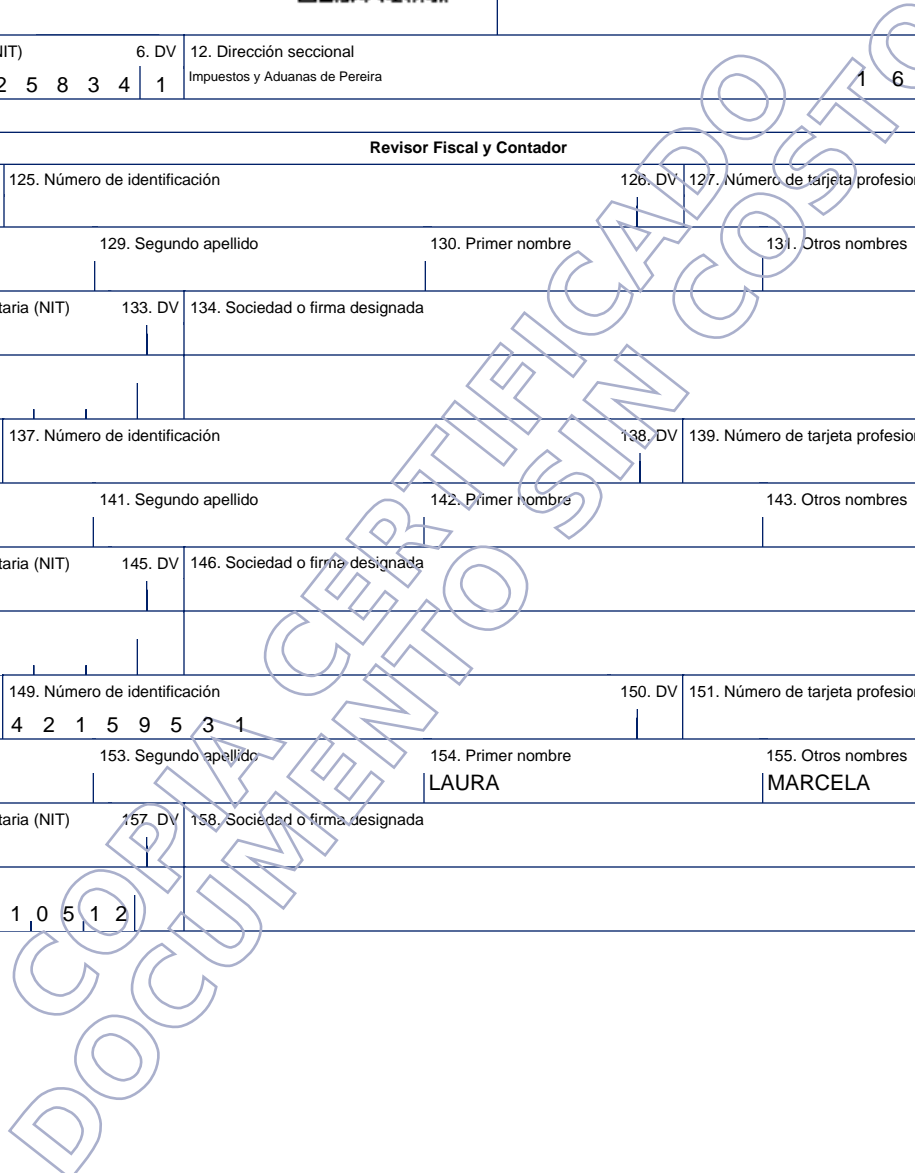 NIT) 6. DV 12. Dirección seccional
2 5 8 3 4 1 Impuestos y Aduanas de Pereira 1 6
Revisor Fiscal y Contador
125. Número de identificación 126. DV 127. Número de tarjeta profesion
129. Segundo apellido 130. Primer nombre 131. Otros nombres
taria (NIT) 133. DV 134. Sociedad o firma designada
137. Número de identificación 138. DV 139. Número de tarjeta profesion
141. Segundo apellido 142. Primer nombre 143. Otros nombres
taria (NIT) 145. DV 146. Sociedad o firma designada
149. Número de identificación 150. DV 151. Número de tarjeta profesion
4 2 1 5 9 5 3 1
153. Segundo apellido 154. Primer nombre 155. Otros nombres
LAURA MARCELA
taria (NIT) 157. DV 158. Sociedad o firma designada
1 0 5 1 2
COPIA CERTIFICADO
DOCUMENTO SIN COSTO